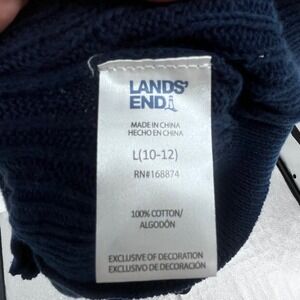 LANDS'
END
MADE IN CHINA
HECHO EN CHINA
L(10-12)
RN#168874
100% COTTON/
ALGODÓN
EXCLUSIVE OF DECORATION
EXCLUSIVO DE DECORACIÓN